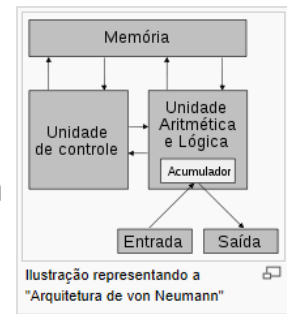 Memória
Unidade
de controle
Unidade
Aritmética
e Lógica
Acumulador
Entrada
Saída
Ilustração representando a
"Arquitetura de von Neumann"